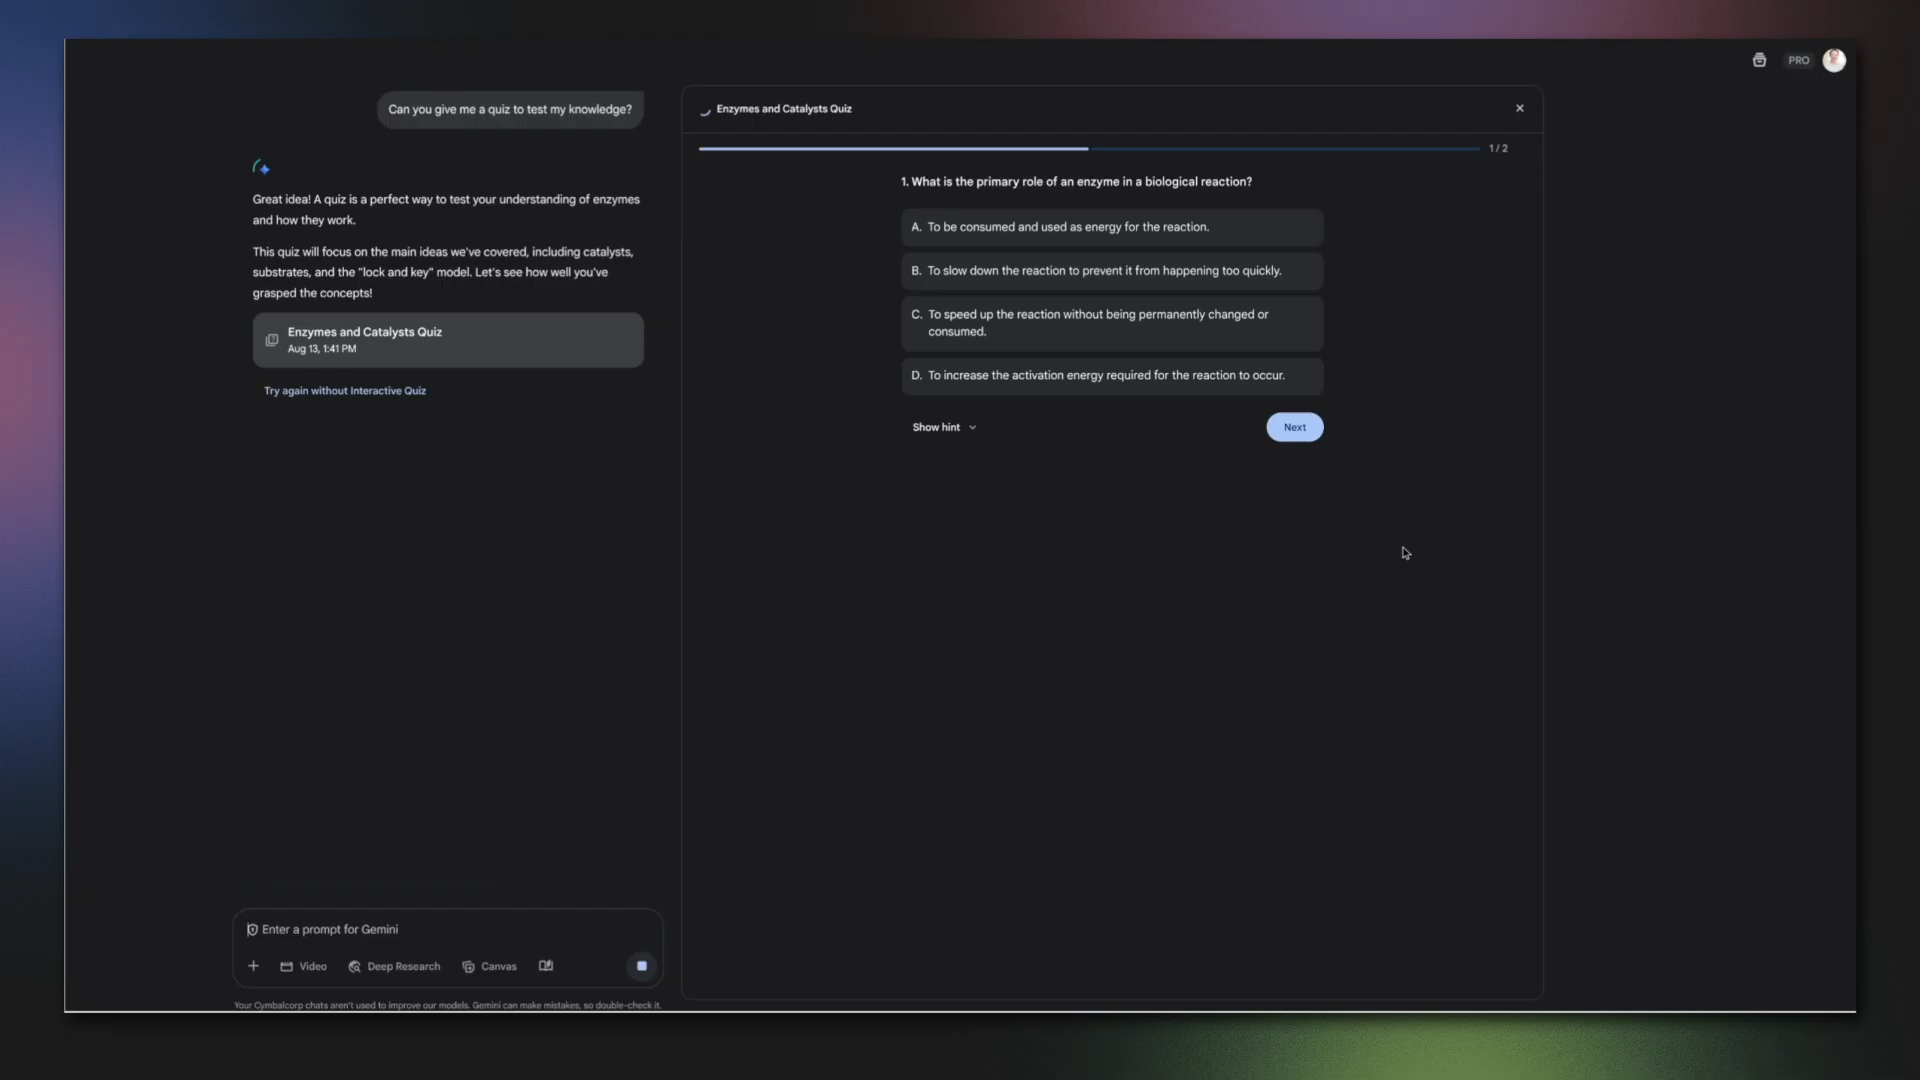 PRO
Can you give me a quiz to test my knowledge?
Great idea! A quiz is a perfect way to test your understanding of enzymes
and how they work.
This quiz will focus on the main ideas we've covered, including catalysts,
substrates, and the "lock and key" model. Let's see how well you've
grasped the concepts!
Enzymes and Catalysts Quiz
Aug 13, 1:41 PM
Try again without Interactive Quiz
Enter a prompt for Gemini
Video
Deep Research
Canvas
Your Cymbalcorp chats aren't used to improve our models. Gemini can make mistakes, so double-check it.
Enzymes and Catalysts Quiz
1 / 2
1. What is the primary role of an enzyme in a biological reaction?
A. To be consumed and used as energy for the reaction.
B. To slow down the reaction to prevent it from happening too quickly.
C. To speed up the reaction without being permanently changed or
consumed.
D. To increase the activation energy required for the reaction to occur.
Show hint
Next